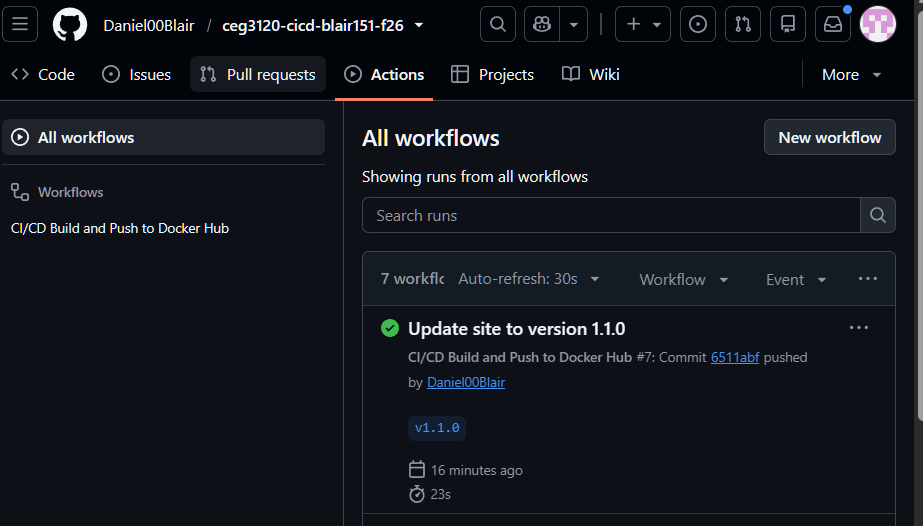 Daniel00Blair / ceg3120-cicd-blair151-f26
Code Issues Pull requests Actions Projects Wiki More
All workflows
Workflows
CI/CD Build and Push to Docker Hub
All workflows
New workflow
Showing runs from all workflows
Search runs
7 workflc Auto-refresh: 30s Workflow Event
Update site to version 1.1.0
CI/CD Build and Push to Docker Hub #7: Commit 6511abf pushed
by Daniel00Blair
v1.1.0
16 minutes ago
23s